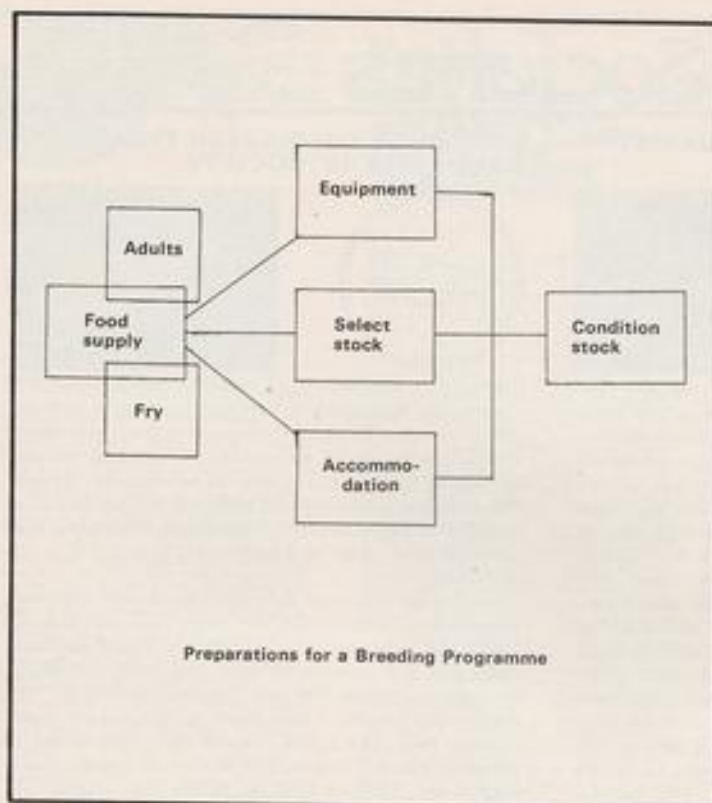 Equipment
Adults
Food
supply
Select
stock
Condition
stock
Fry
Accommo-
dation
Preparations for a Breeding Programme